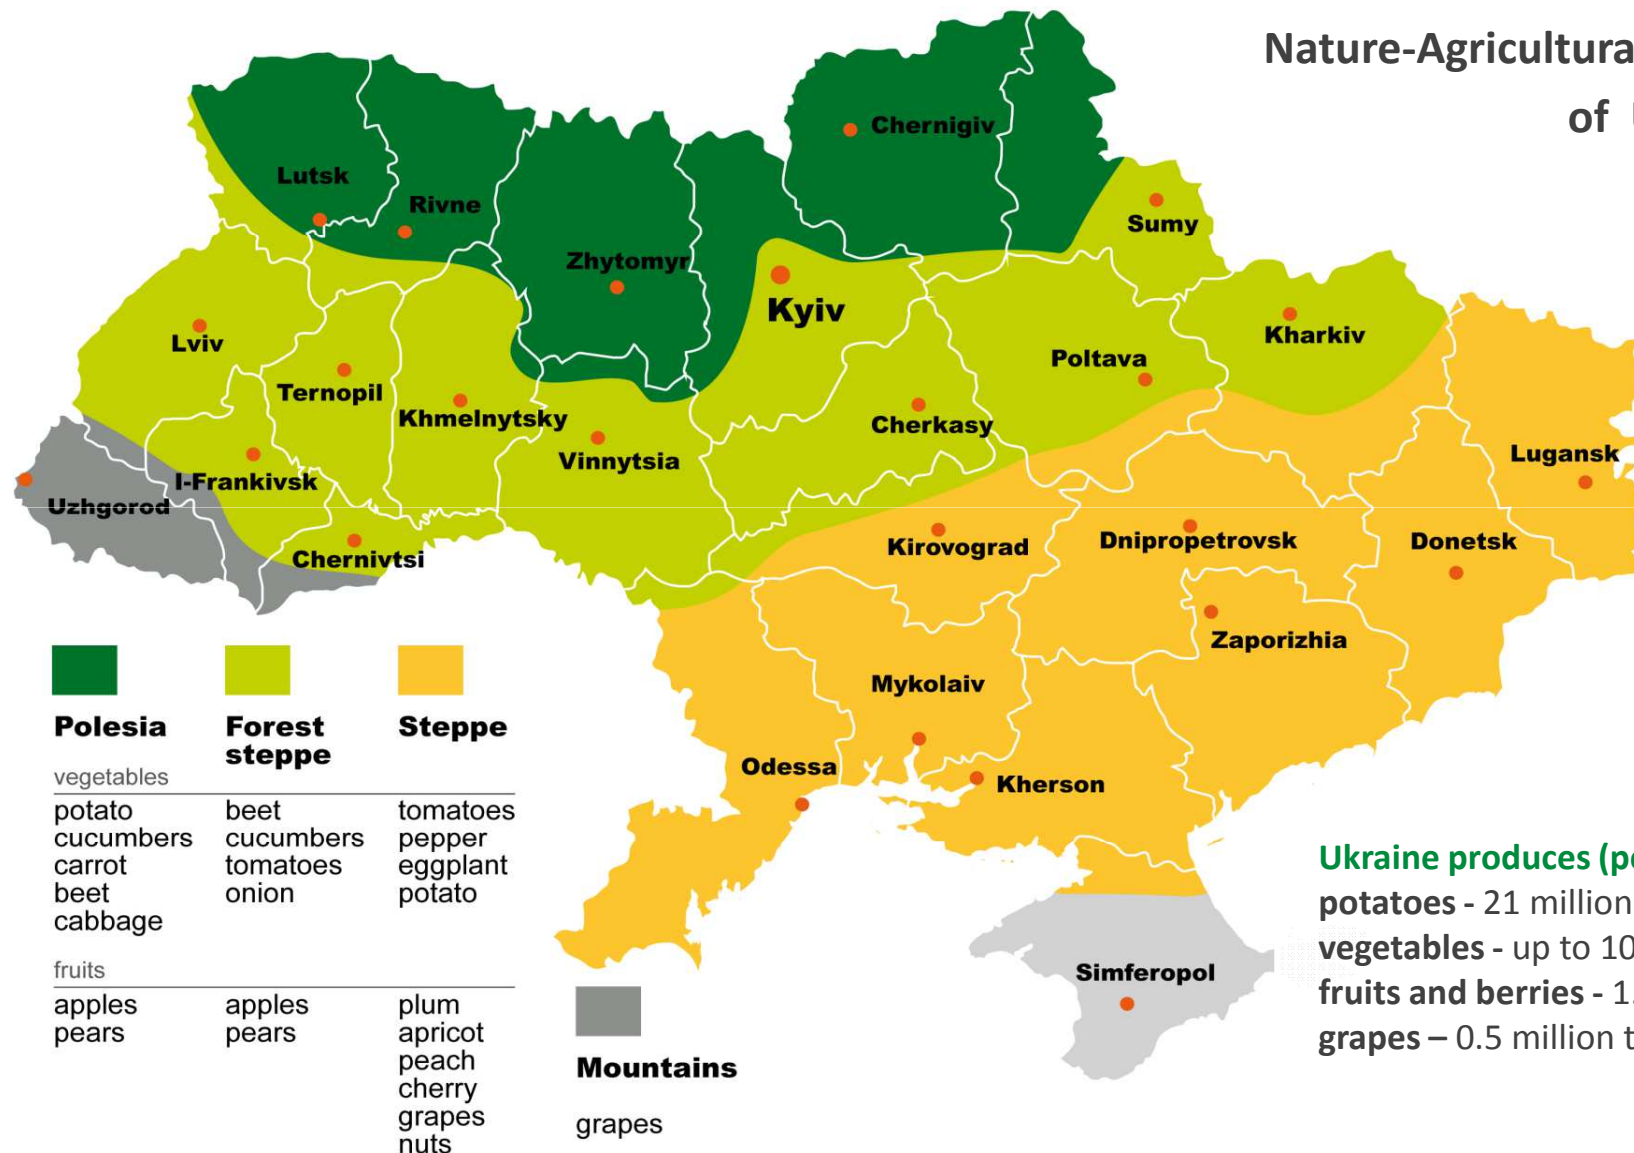 Nature-Agricultura
of U
Chernigiv
Lutsk
Rivne
Sumy
Zhytomyr
Kyiv
Lviv
Kharkiv
Poltava
Ternopil
Khmelnytsky
Cherkasy
Vinnytsia
Lugansk
I-Frankivsk
Uzhgorod
Chernivtsi
Kirovograd
Dnipropetrovsk
Donetsk
Zaporizhia
Mykolaiv
Odessa
Kherson
Simferopol
Polesia
Forest
steppe
Steppe
vegetables
potato beet tomatoes
cucumbers cucumbers pepper
carrot tomatoes eggplant
beet onion potato
cabbage
fruits
apples apples plum
pears pears apricot
peach
cherry
grapes
nuts
Mountains
grapes
Ukraine produces (pe
potatoes - 21 million
vegetables - up to 10
fruits and berries - 1.
grapes – 0.5 million t